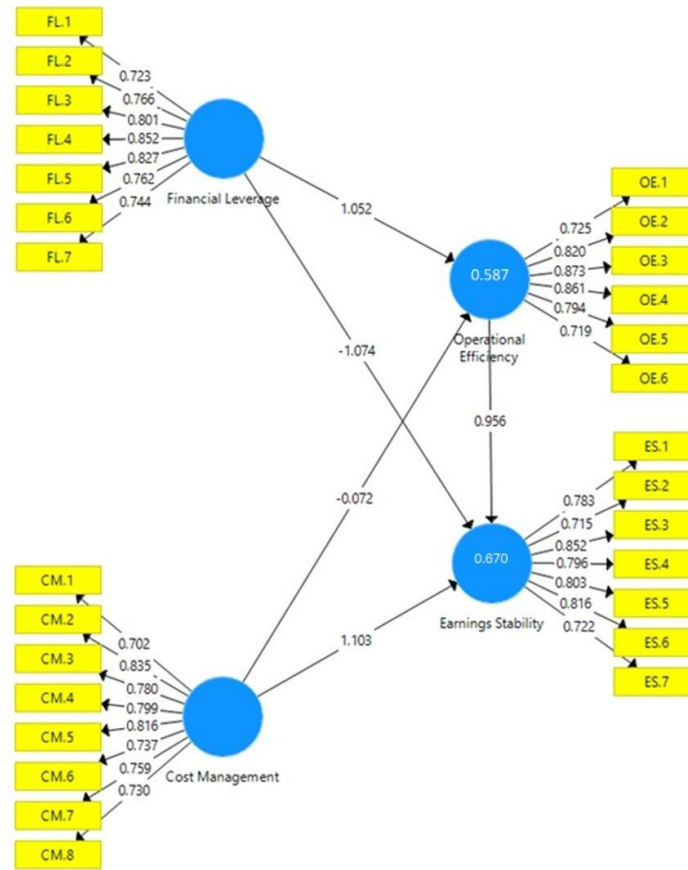 FL.1
FL.2
FL.3
FL.4
FL.5
FL.6
FL.7
0.723
0.766
0.801
0.852
0.827
0.762
0.744
Financial Leverage
1.052
-1.074
OE.1
OE.2
OE.3
OE.4
OE.5
OE.6
0.725
0.820
0.873
0.861
0.794
0.719
0.587
Operational
Efficiency
0.956
-0.072
1.103
ES.1
ES.2
ES.3
ES.4
ES.5
ES.6
ES.7
0.783
0.715
0.852
0.796
0.803
0.816
0.722
0.670
Earnings Stability
CM.1
CM.2
CM.3
CM.4
CM.5
CM.6
CM.7
CM.8
0.702
0.835
0.780
0.799
0.816
0.737
0.759
0.730
Cost Management